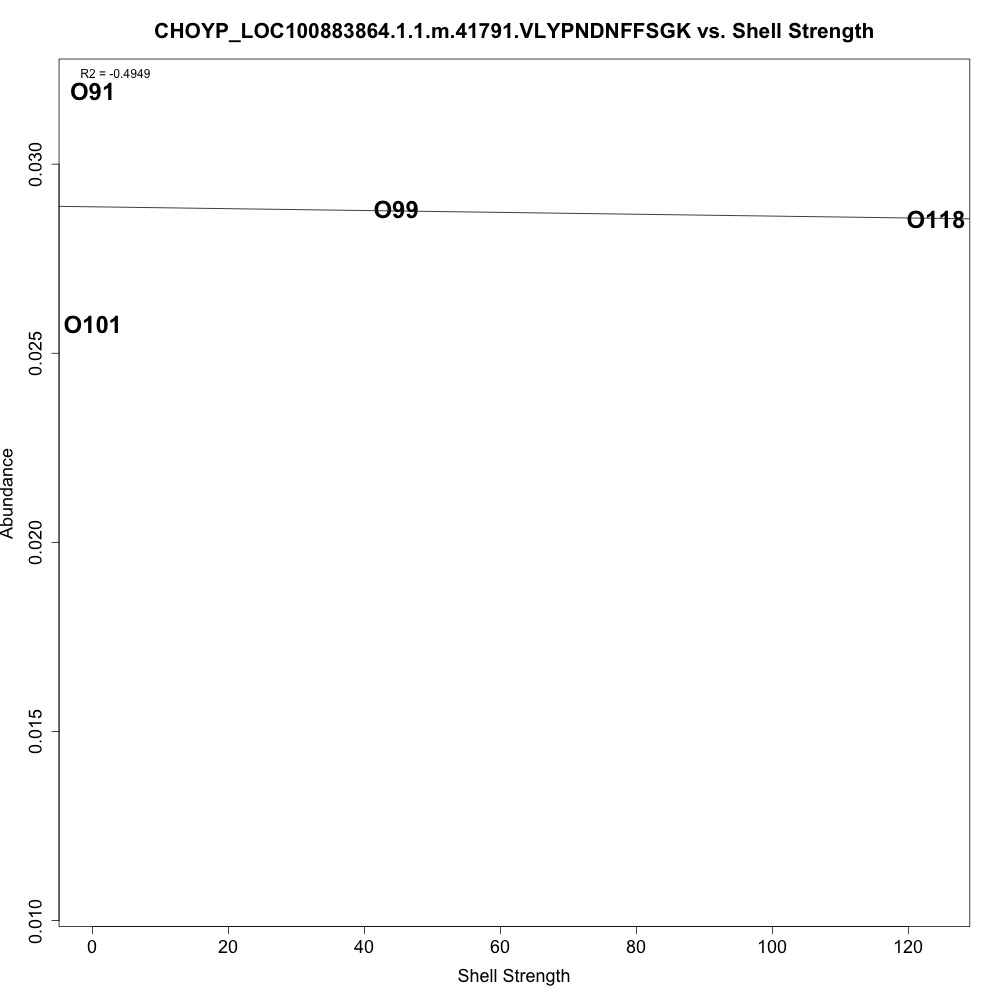 CHOYP_LOC100883864.1.1.m.41791.VLYPNDNFFSGK vs. Shell Strength
R2 = -0.4949
O91
0.030
O99
O118
O101
0.025
Abundance
0.020
0.015
0.010
0 20 40 60 80 100 120
Shell Strength